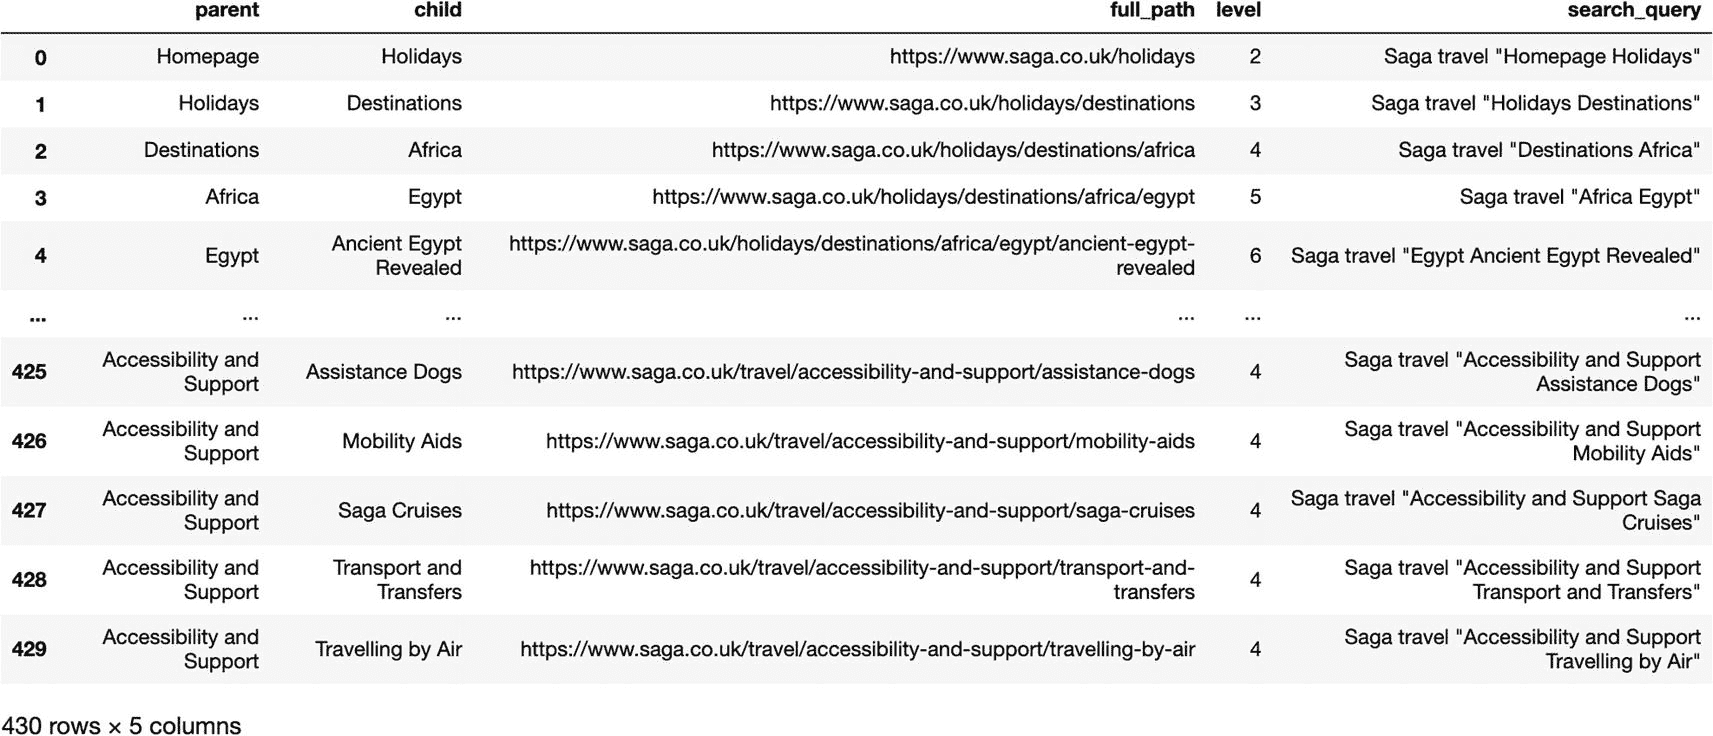 parent child full_path level search_query
0 Homepage Holidays https://www.saga.co.uk/holidays 2 Saga travel "Homepage Holidays"
1 Holidays Destinations https://www.saga.co.uk/holidays/destinations 3 Saga travel "Holidays Destinations"
2 Destinations Africa https://www.saga.co.uk/holidays/destinations/africa 4 Saga travel "Destinations Africa"
3 Africa Egypt https://www.saga.co.uk/holidays/destinations/africa/egypt 5 Saga travel "Africa Egypt"
Ancient Egypt https://www.saga.co.uk/holidays/destinations/africa/egypt/ancient-egypt-
4 Egypt 6 Saga travel "Egypt Ancient Egypt Revealed"
Revealed revealed
... ... ... ... ... ...
Accessibility and Saga travel "Accessibility and Support
425 Assistance Dogs https://www.saga.co.uk/travel/accessibility-and-support/assistance-dogs 4
Support Assistance Dogs"
Accessibility and Saga travel "Accessibility and Support
426 Mobility Aids https://www.saga.co.uk/travel/accessibility-and-support/mobility-aids 4
Support Mobility Aids"
Accessibility and Saga travel "Accessibility and Support Saga
427 Saga Cruises https://www.saga.co.uk/travel/accessibility-and-support/saga-cruises 4
Support Cruises"
Accessibility and Transport and https://www.saga.co.uk/travel/accessibility-and-support/transport-and- Saga travel "Accessibility and Support
428 4
Support Transfers transfers Transport and Transfers"
Accessibility and Saga travel "Accessibility and Support
429 Travelling by Air https://www.saga.co.uk/travel/accessibility-and-support/travelling-by-air 4
Support Travelling by Air"
430 rows × 5 columns